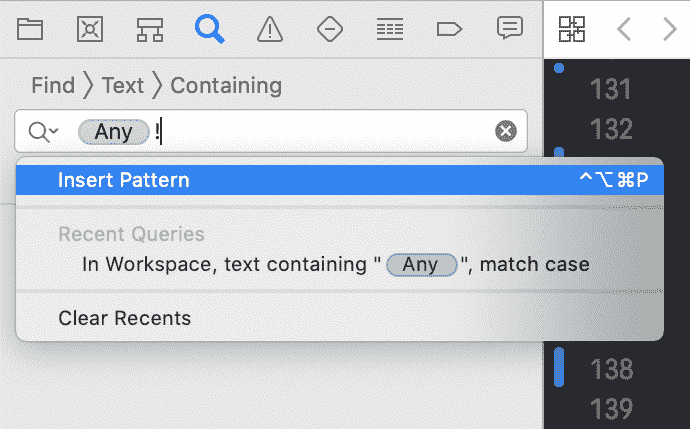 Find 〉 Text 〉 Containing
Any !
Insert Pattern ^⌥⌘P
Recent Queries
In Workspace, text containing " Any ", match case
Clear Recents
131
132
138
139